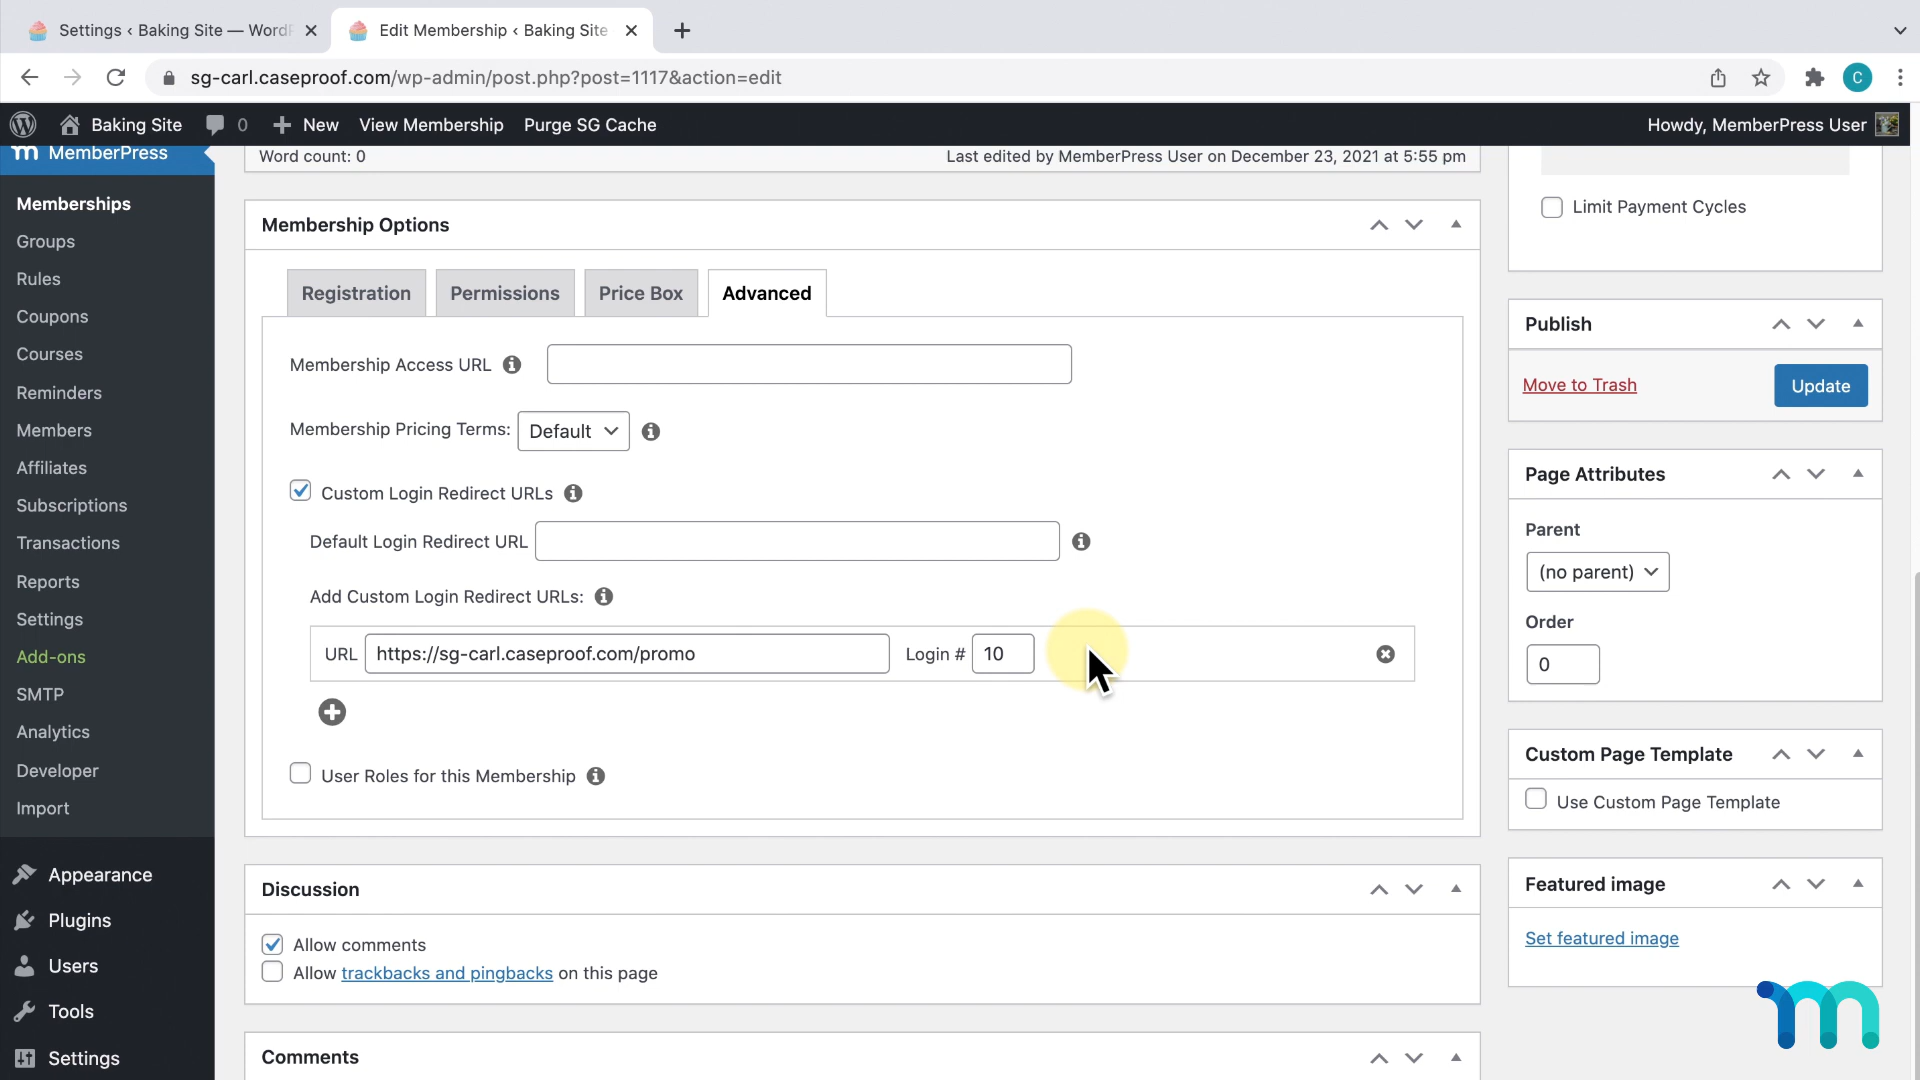 Settings ‹ Baking Site — WordP
Edit Membership ‹ Baking Site
sg-carl.caseproof.com/wp-admin/post.php?post=1117&action=edit
C
Baking Site
0
New
View Membership
Purge SG Cache
Howdy, MemberPress User
MemberPress
Memberships
Groups
Rules
Coupons
Courses
Reminders
Members
Affiliates
Subscriptions
Transactions
Reports
Settings
Add-ons
SMTP
Analytics
Developer
Import
Appearance
Plugins
Users
Tools
Settings
Word count: 0
Last edited by MemberPress User on December 23, 2021 at 5:55 pm
Membership Options
Registration
Permissions
Price Box
Advanced
Membership Access URL
Membership Pricing Terms: Default
Custom Login Redirect URLs
Default Login Redirect URL
Add Custom Login Redirect URLs:
URL https://sg-carl.caseproof.com/promo Login # 10
User Roles for this Membership
Discussion
Allow comments
Allow trackbacks and pingbacks on this page
Comments
Limit Payment Cycles
Publish
Move to Trash
Update
Page Attributes
Parent
(no parent)
Order
0
Custom Page Template
Use Custom Page Template
Featured image
Set featured image